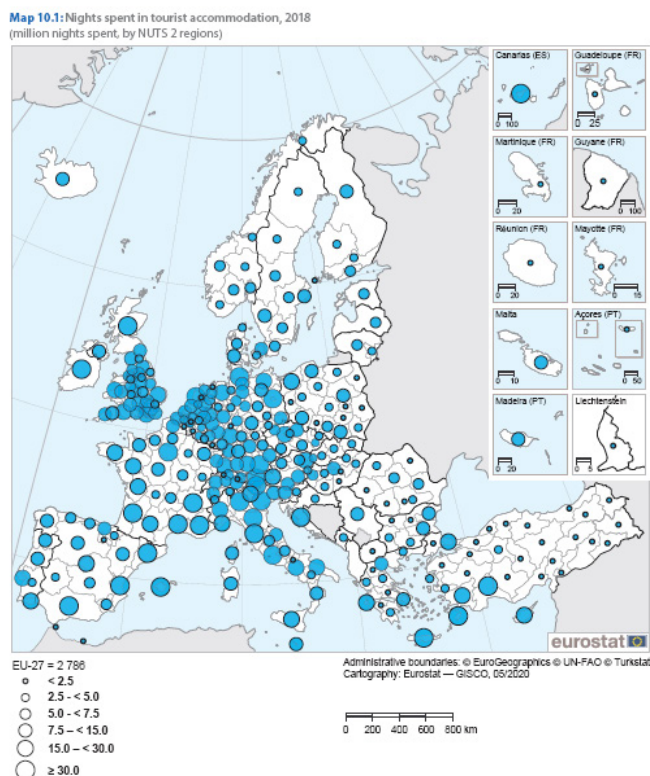 Map 10.1: Nights spent in tourist accommodation, 2018
(million nights spent, by NUTS 2 regions)
Canarias (ES)
0 100
Guadeloupe (FR)
0 25
Martinique (FR)
0 20
Guyane (FR)
0 100
Réunion (FR)
0 20
Mayotte (FR)
0 15
Malta
0 10
Açores (PT)
0 50
Madeira (PT)
0 20
Liechtenstein
0 5
eurostat
EU-27 = 2 786
< 2.5
2.5 - < 5.0
5.0 - < 7.5
7.5 – < 15.0
15.0 – < 30.0
≥ 30.0
Administrative boundaries: © EuroGeographics © UN-FAO © Turkstat
Cartography: Eurostat — GISCO, 05/2020
0 200 400 600 800 km